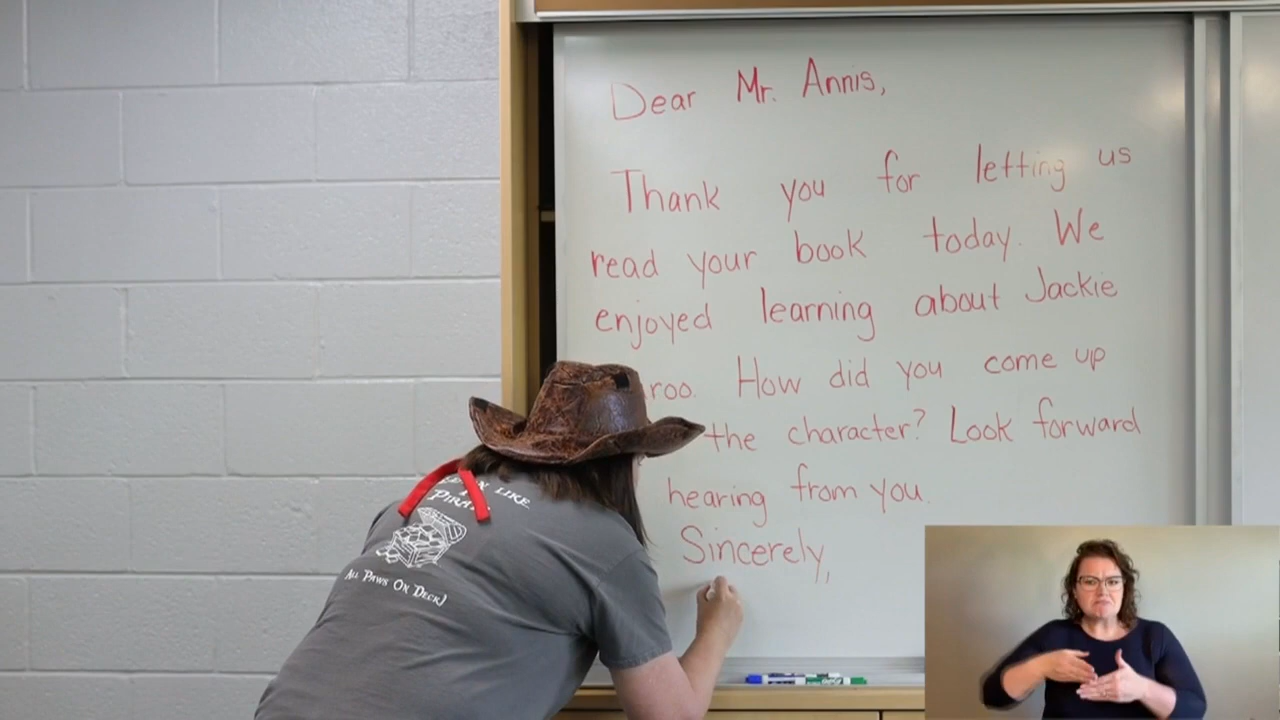 Dear Mr. Annis,
Thank you for letting us
read your book today. We
enjoyed learning about Jackie
roo. How did you come up
the character? Look forward
hearing from you.
Sincerely,
LIKE
ALL PAWS ON DECK!